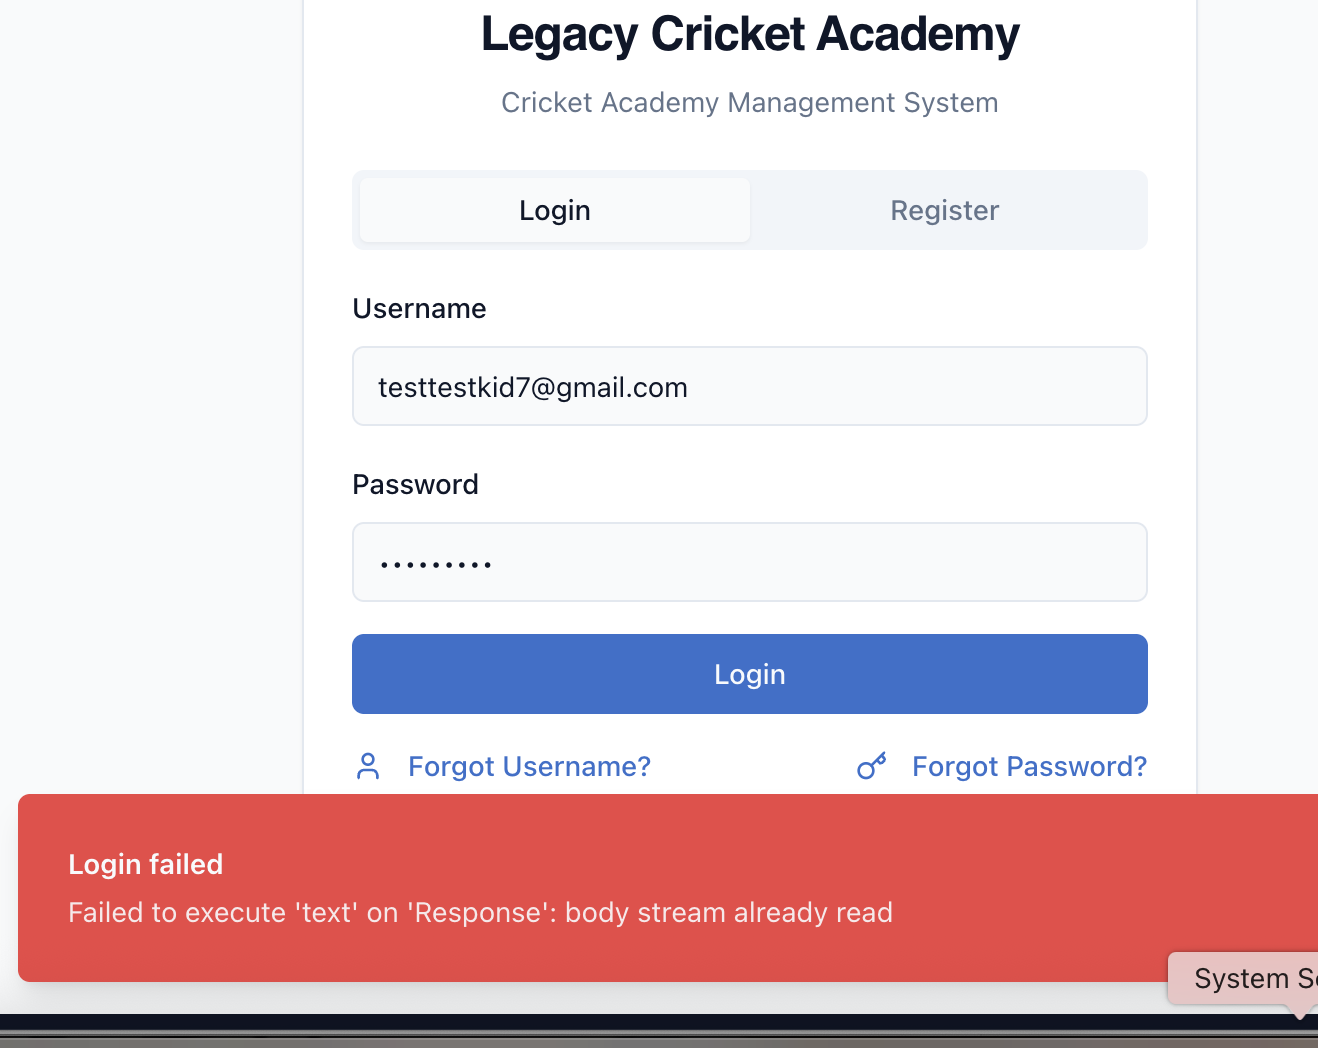 Legacy Cricket Academy
Cricket Academy Management System
Login
Register
Username
testtestkid7@gmail.com
Password
Login
Forgot Username?
Forgot Password?
Login failed
Failed to execute 'text' on 'Response': body stream already read
System